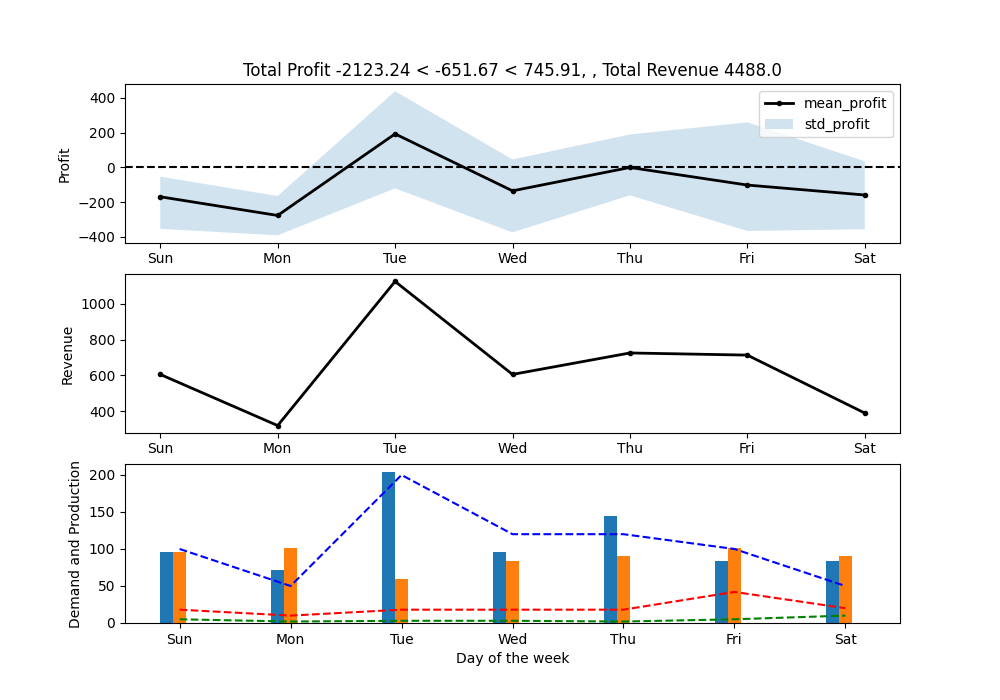 Total Profit -2123.24 < -651.67 < 745.91, , Total Revenue 4488.0
400
200
0
−200
−400
Profit
mean_profit
std_profit
Sun Mon Tue Wed Thu Fri Sat
1000
800
600
400
Revenue
Sun Mon Tue Wed Thu Fri Sat
200
150
100
50
0
Demand and Production
Sun Mon Tue Wed Thu Fri Sat
Day of the week